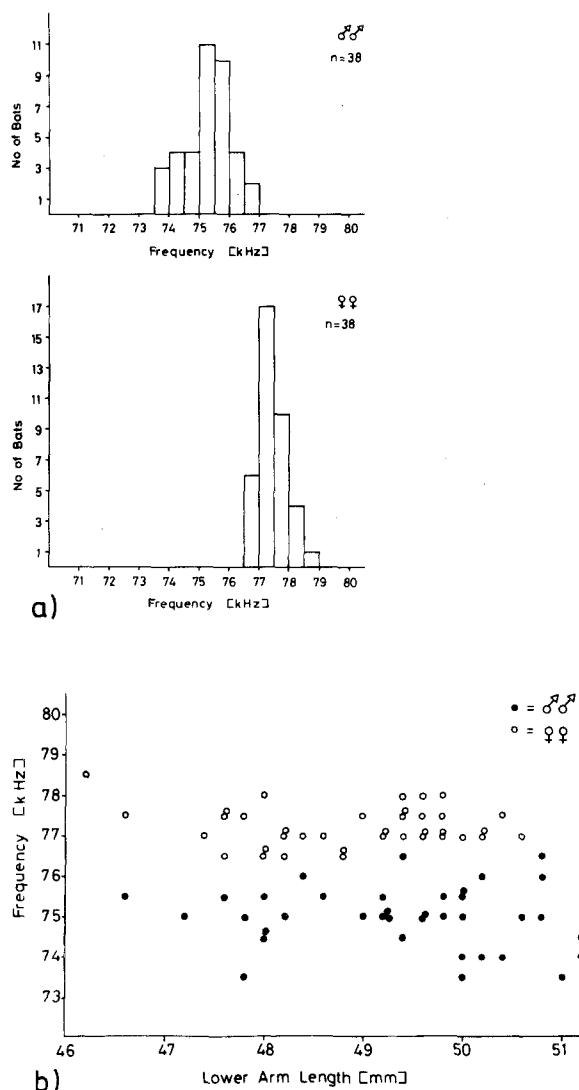 ♂♂
n=38
11
9
7
5
3
1
No of Bats
71 72 73 74 75 76 77 78 79 80
Frequency [kHz]
♀♀
n=38
17
15
13
11
9
7
5
3
1
No of Bats
71 72 73 74 75 76 77 78 79 80
Frequency [kHz]
a)
● = ♂♂
○ = ♀♀
80
79
78
77
76
75
74
73
Frequency [kHz]
46 47 48 49 50 51
Lower Arm Length [mm]
b)